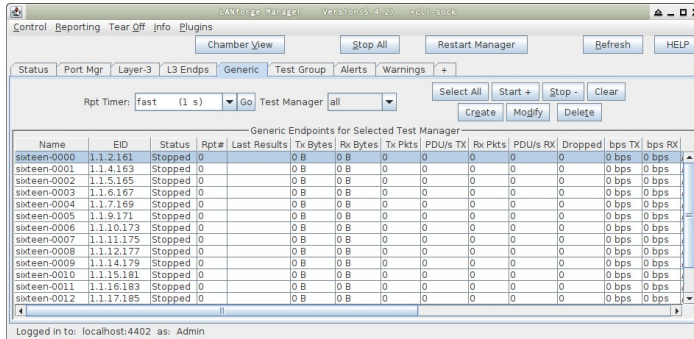 LANforge Manager Version(5.4.2) +cli-sock
Control Reporting Tear Off Info Plugins
Chamber View Stop All Restart Manager Refresh HELP
Status Port Mgr Layer-3 L3 Endps Generic Test Group Alerts Warnings +
Rpt Timer: fast (1 s) Go Test Manager all Select All Start + Stop - Clear
Create Modify Delete
Generic Endpoints for Selected Test Manager
Name EID Status Rpt# Last Results Tx Bytes Rx Bytes Tx Pkts PDU/s TX Rx Pkts PDU/s RX Dropped bps TX bps RX
sixteen-0000 1.1.2.161 Stopped 0 0 B 0 B 0 0 0 0 0 0 bps 0 bps
sixteen-0001 1.1.4.163 Stopped 0 0 B 0 B 0 0 0 0 0 0 bps 0 bps
sixteen-0002 1.1.5.165 Stopped 0 0 B 0 B 0 0 0 0 0 0 bps 0 bps
sixteen-0003 1.1.6.167 Stopped 0 0 B 0 B 0 0 0 0 0 0 bps 0 bps
sixteen-0004 1.1.7.169 Stopped 0 0 B 0 B 0 0 0 0 0 0 bps 0 bps
sixteen-0005 1.1.9.171 Stopped 0 0 B 0 B 0 0 0 0 0 0 bps 0 bps
sixteen-0006 1.1.10.173 Stopped 0 0 B 0 B 0 0 0 0 0 0 bps 0 bps
sixteen-0007 1.1.11.175 Stopped 0 0 B 0 B 0 0 0 0 0 0 bps 0 bps
sixteen-0008 1.1.12.177 Stopped 0 0 B 0 B 0 0 0 0 0 0 bps 0 bps
sixteen-0009 1.1.14.179 Stopped 0 0 B 0 B 0 0 0 0 0 0 bps 0 bps
sixteen-0010 1.1.15.181 Stopped 0 0 B 0 B 0 0 0 0 0 0 bps 0 bps
sixteen-0011 1.1.16.183 Stopped 0 0 B 0 B 0 0 0 0 0 0 bps 0 bps
sixteen-0012 1.1.17.185 Stopped 0 0 B 0 B 0 0 0 0 0 0 bps 0 bps
Logged in to: localhost:4402 as: Admin